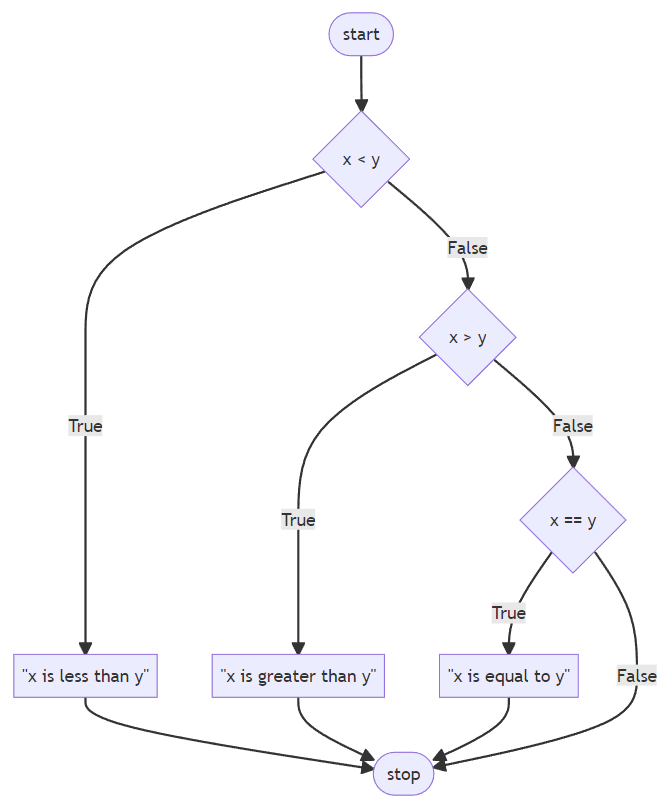 start
x < y
False
x > y
True
False
True
x == y
True
"x is less than y"
"x is greater than y"
"x is equal to y"
False
stop